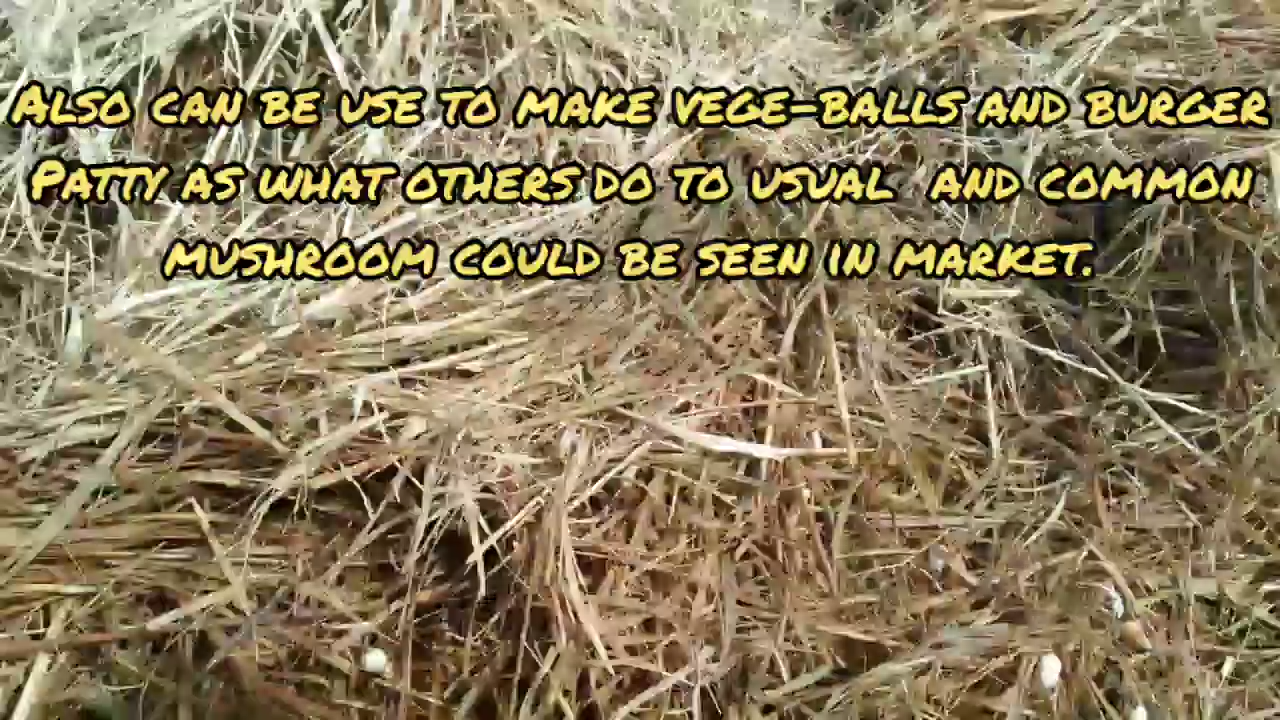 Also can be use to make vege-balls and burger
Patty as what others do to usual and common
mushroom could be seen in market.